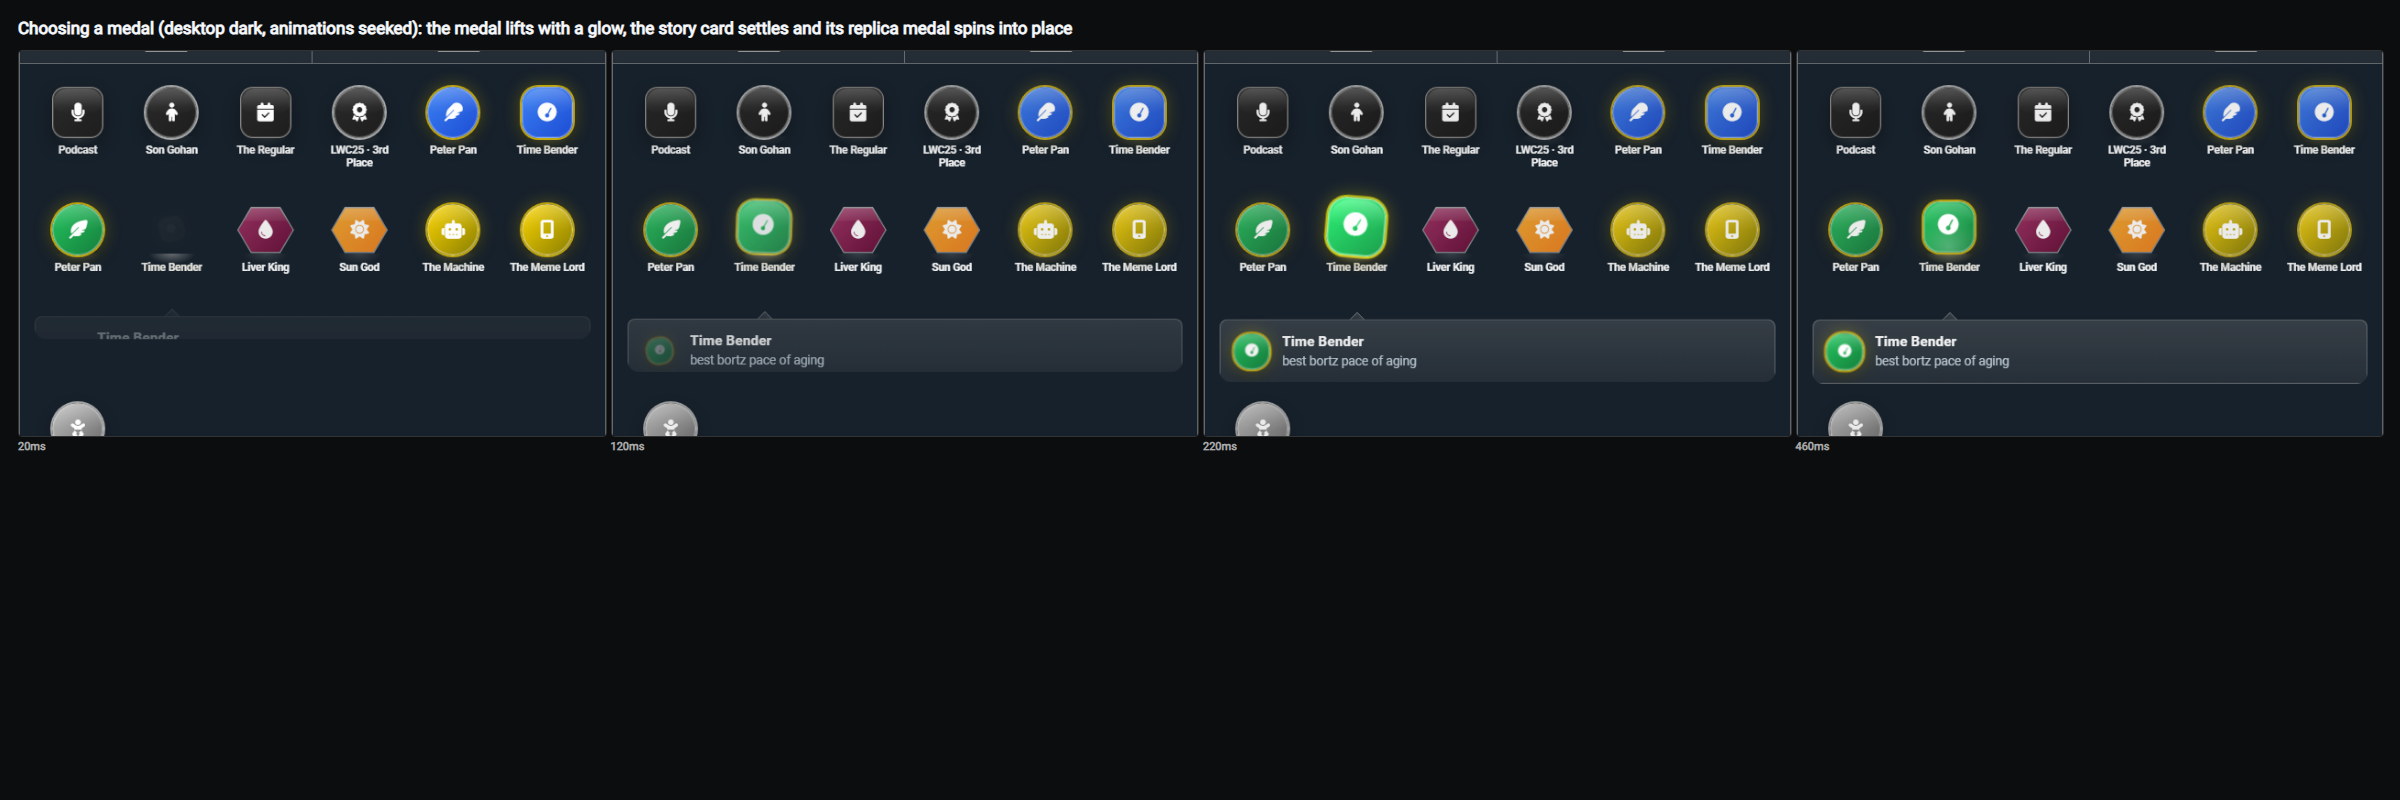 Choosing a medal (desktop dark, animations seeked): the medal lifts with a glow, the story card settles and its replica medal spins into place
Podcast
Son Gohan
The Regular
LWC25 · 3rd
Place
Peter Pan
Time Bender
Peter Pan
Time Bender
Liver King
Sun God
The Machine
The Meme Lord
Time Bender
20ms
Podcast
Son Gohan
The Regular
LWC25 · 3rd
Place
Peter Pan
Time Bender
Peter Pan
Time Bender
Liver King
Sun God
The Machine
The Meme Lord
Time Bender
best bortz pace of aging
120ms
Podcast
Son Gohan
The Regular
LWC25 · 3rd
Place
Peter Pan
Time Bender
Peter Pan
Time Bender
Liver King
Sun God
The Machine
The Meme Lord
Time Bender
best bortz pace of aging
220ms
Podcast
Son Gohan
The Regular
LWC25 · 3rd
Place
Peter Pan
Time Bender
Peter Pan
Time Bender
Liver King
Sun God
The Machine
The Meme Lord
Time Bender
best bortz pace of aging
460ms